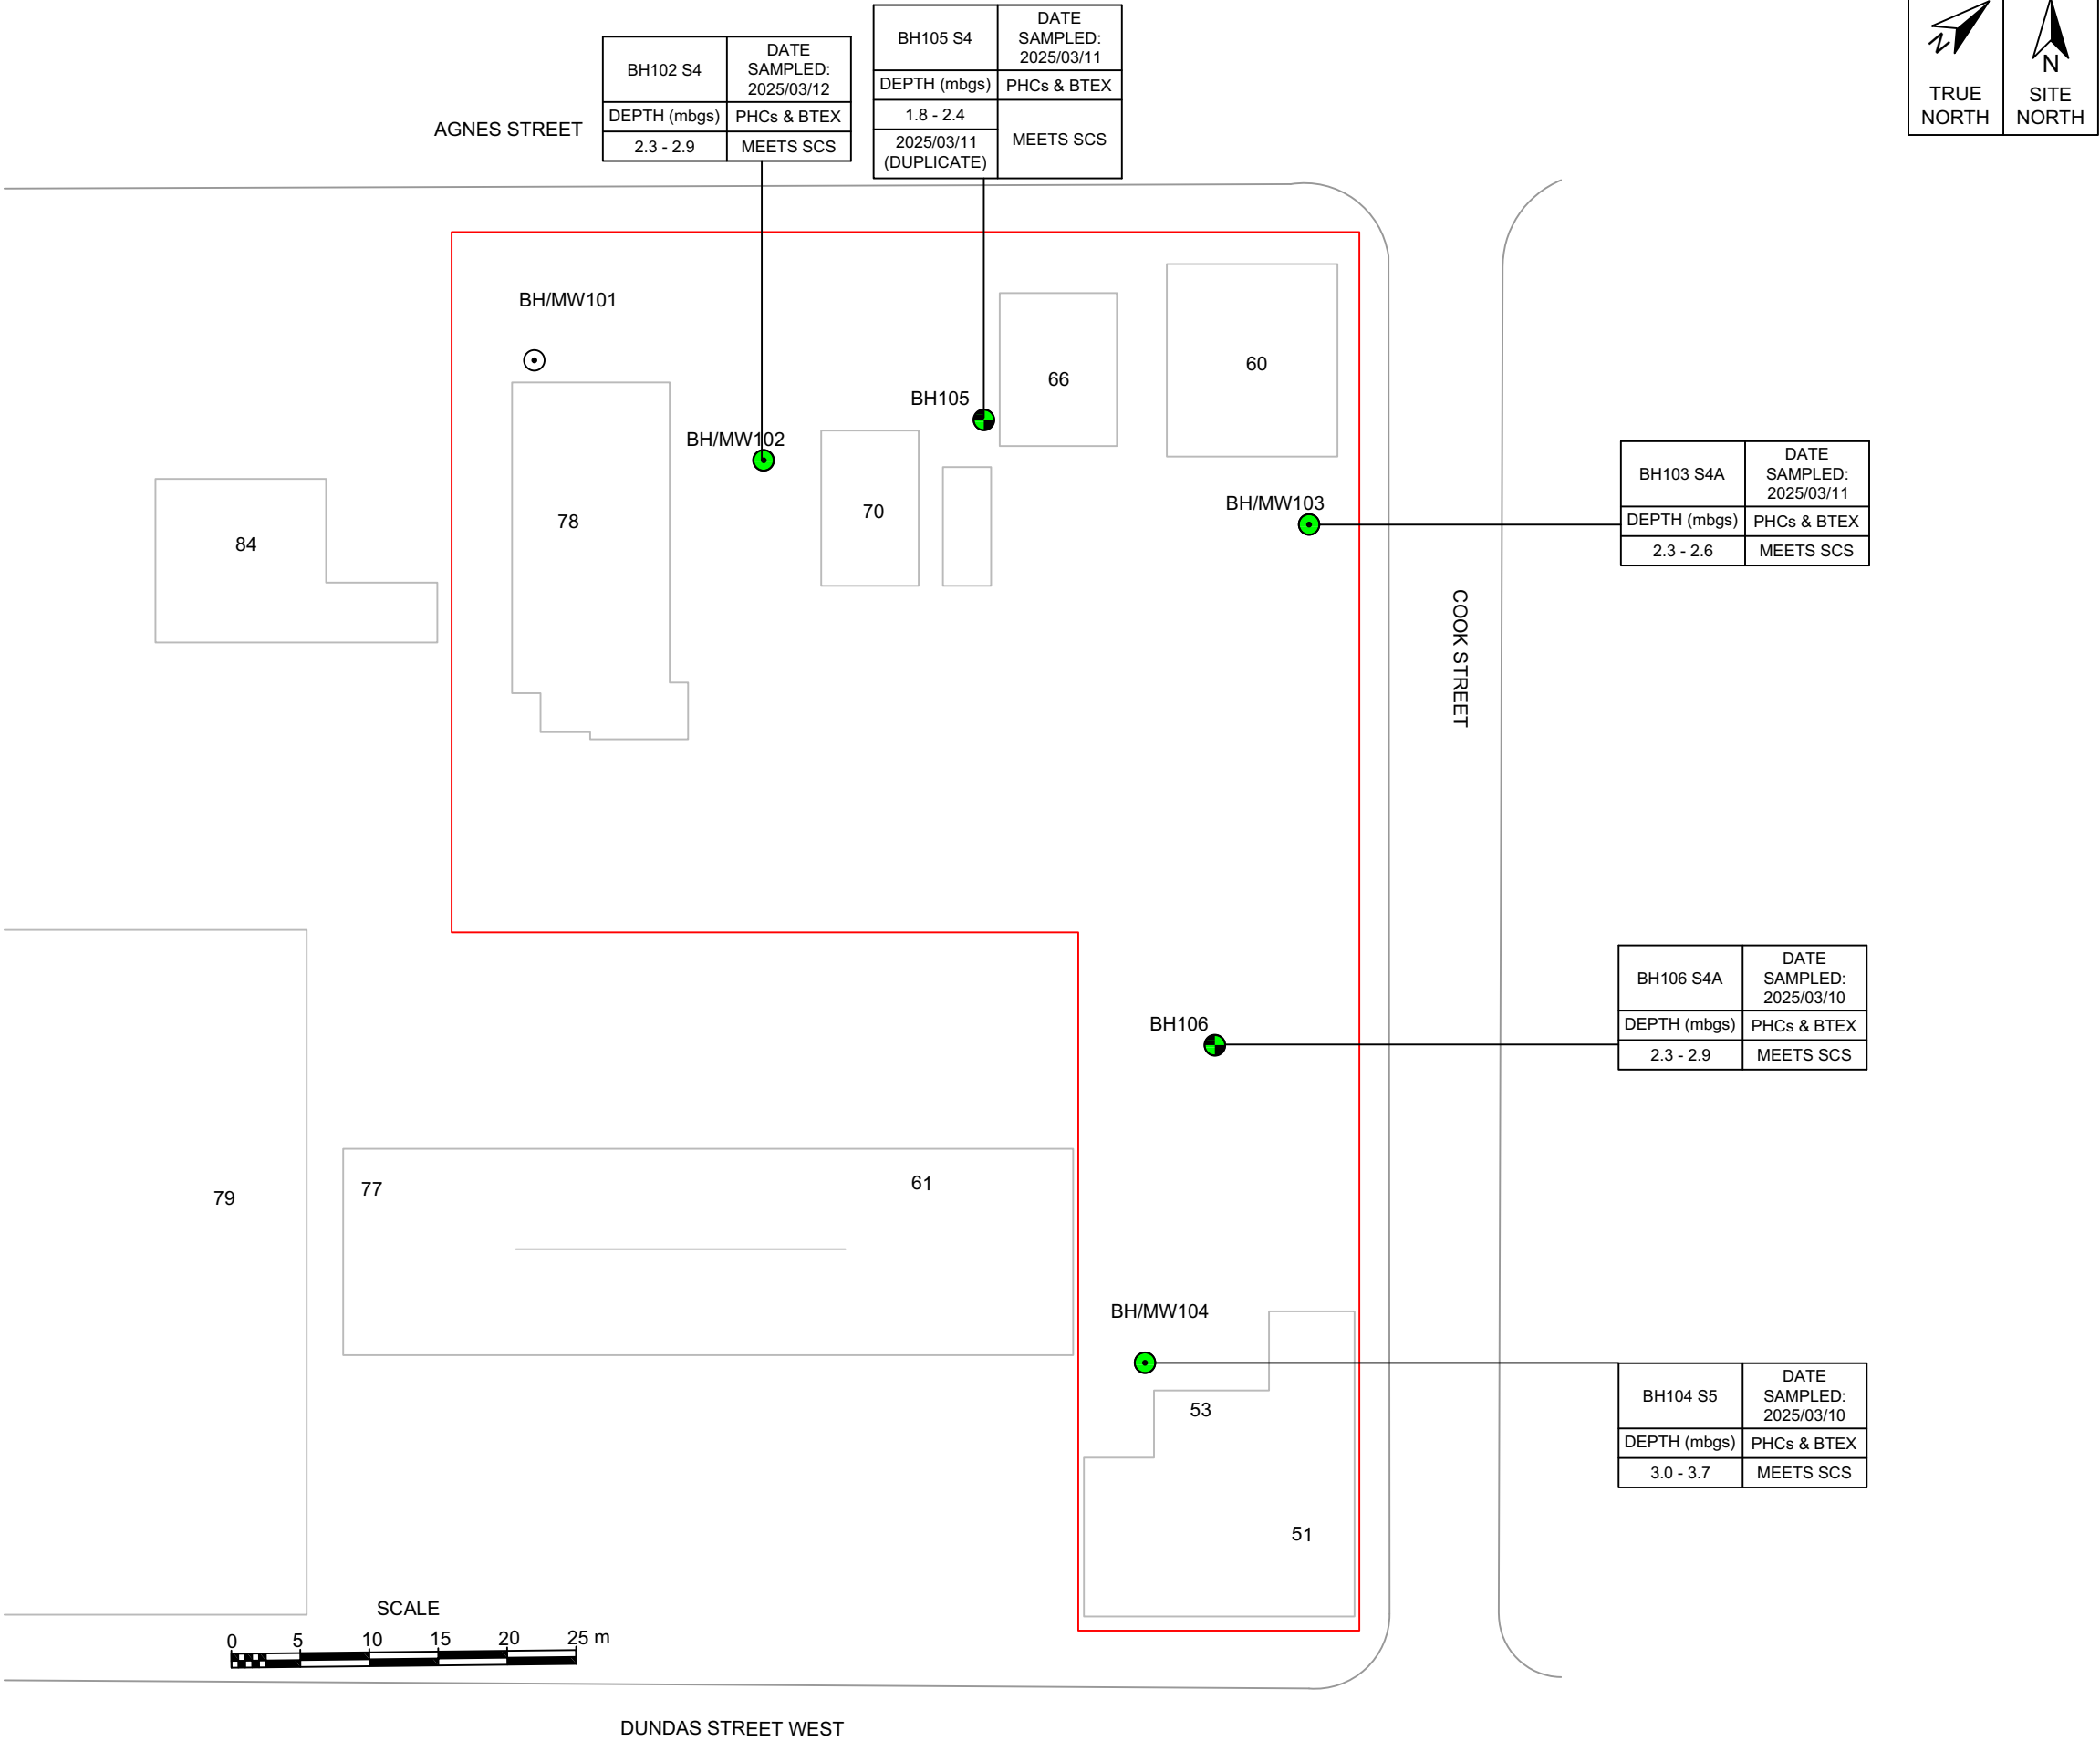 BH102 S4
DATE
SAMPLED:
2025/03/12
DEPTH (mbgs)
PHCs & BTEX
2.3 - 2.9
MEETS SCS
BH105 S4
DATE
SAMPLED:
2025/03/11
DEPTH (mbgs)
PHCs & BTEX
1.8 - 2.4
2025/03/11
(DUPLICATE)
MEETS SCS
N
TRUE
NORTH
N
SITE
NORTH
AGNES STREET
BH/MW101
BH105
66
60
BH/MW102
78
70
BH/MW103
84
BH103 S4A
DATE
SAMPLED:
2025/03/11
DEPTH (mbgs)
PHCs & BTEX
2.3 - 2.6
MEETS SCS
COOK STREET
BH106
BH106 S4A
DATE
SAMPLED:
2025/03/10
DEPTH (mbgs)
PHCs & BTEX
2.3 - 2.9
MEETS SCS
79
77
61
BH/MW104
53
51
BH104 S5
DATE
SAMPLED:
2025/03/10
DEPTH (mbgs)
PHCs & BTEX
3.0 - 3.7
MEETS SCS
SCALE
0 5 10 15 20 25 m
DUNDAS STREET WEST